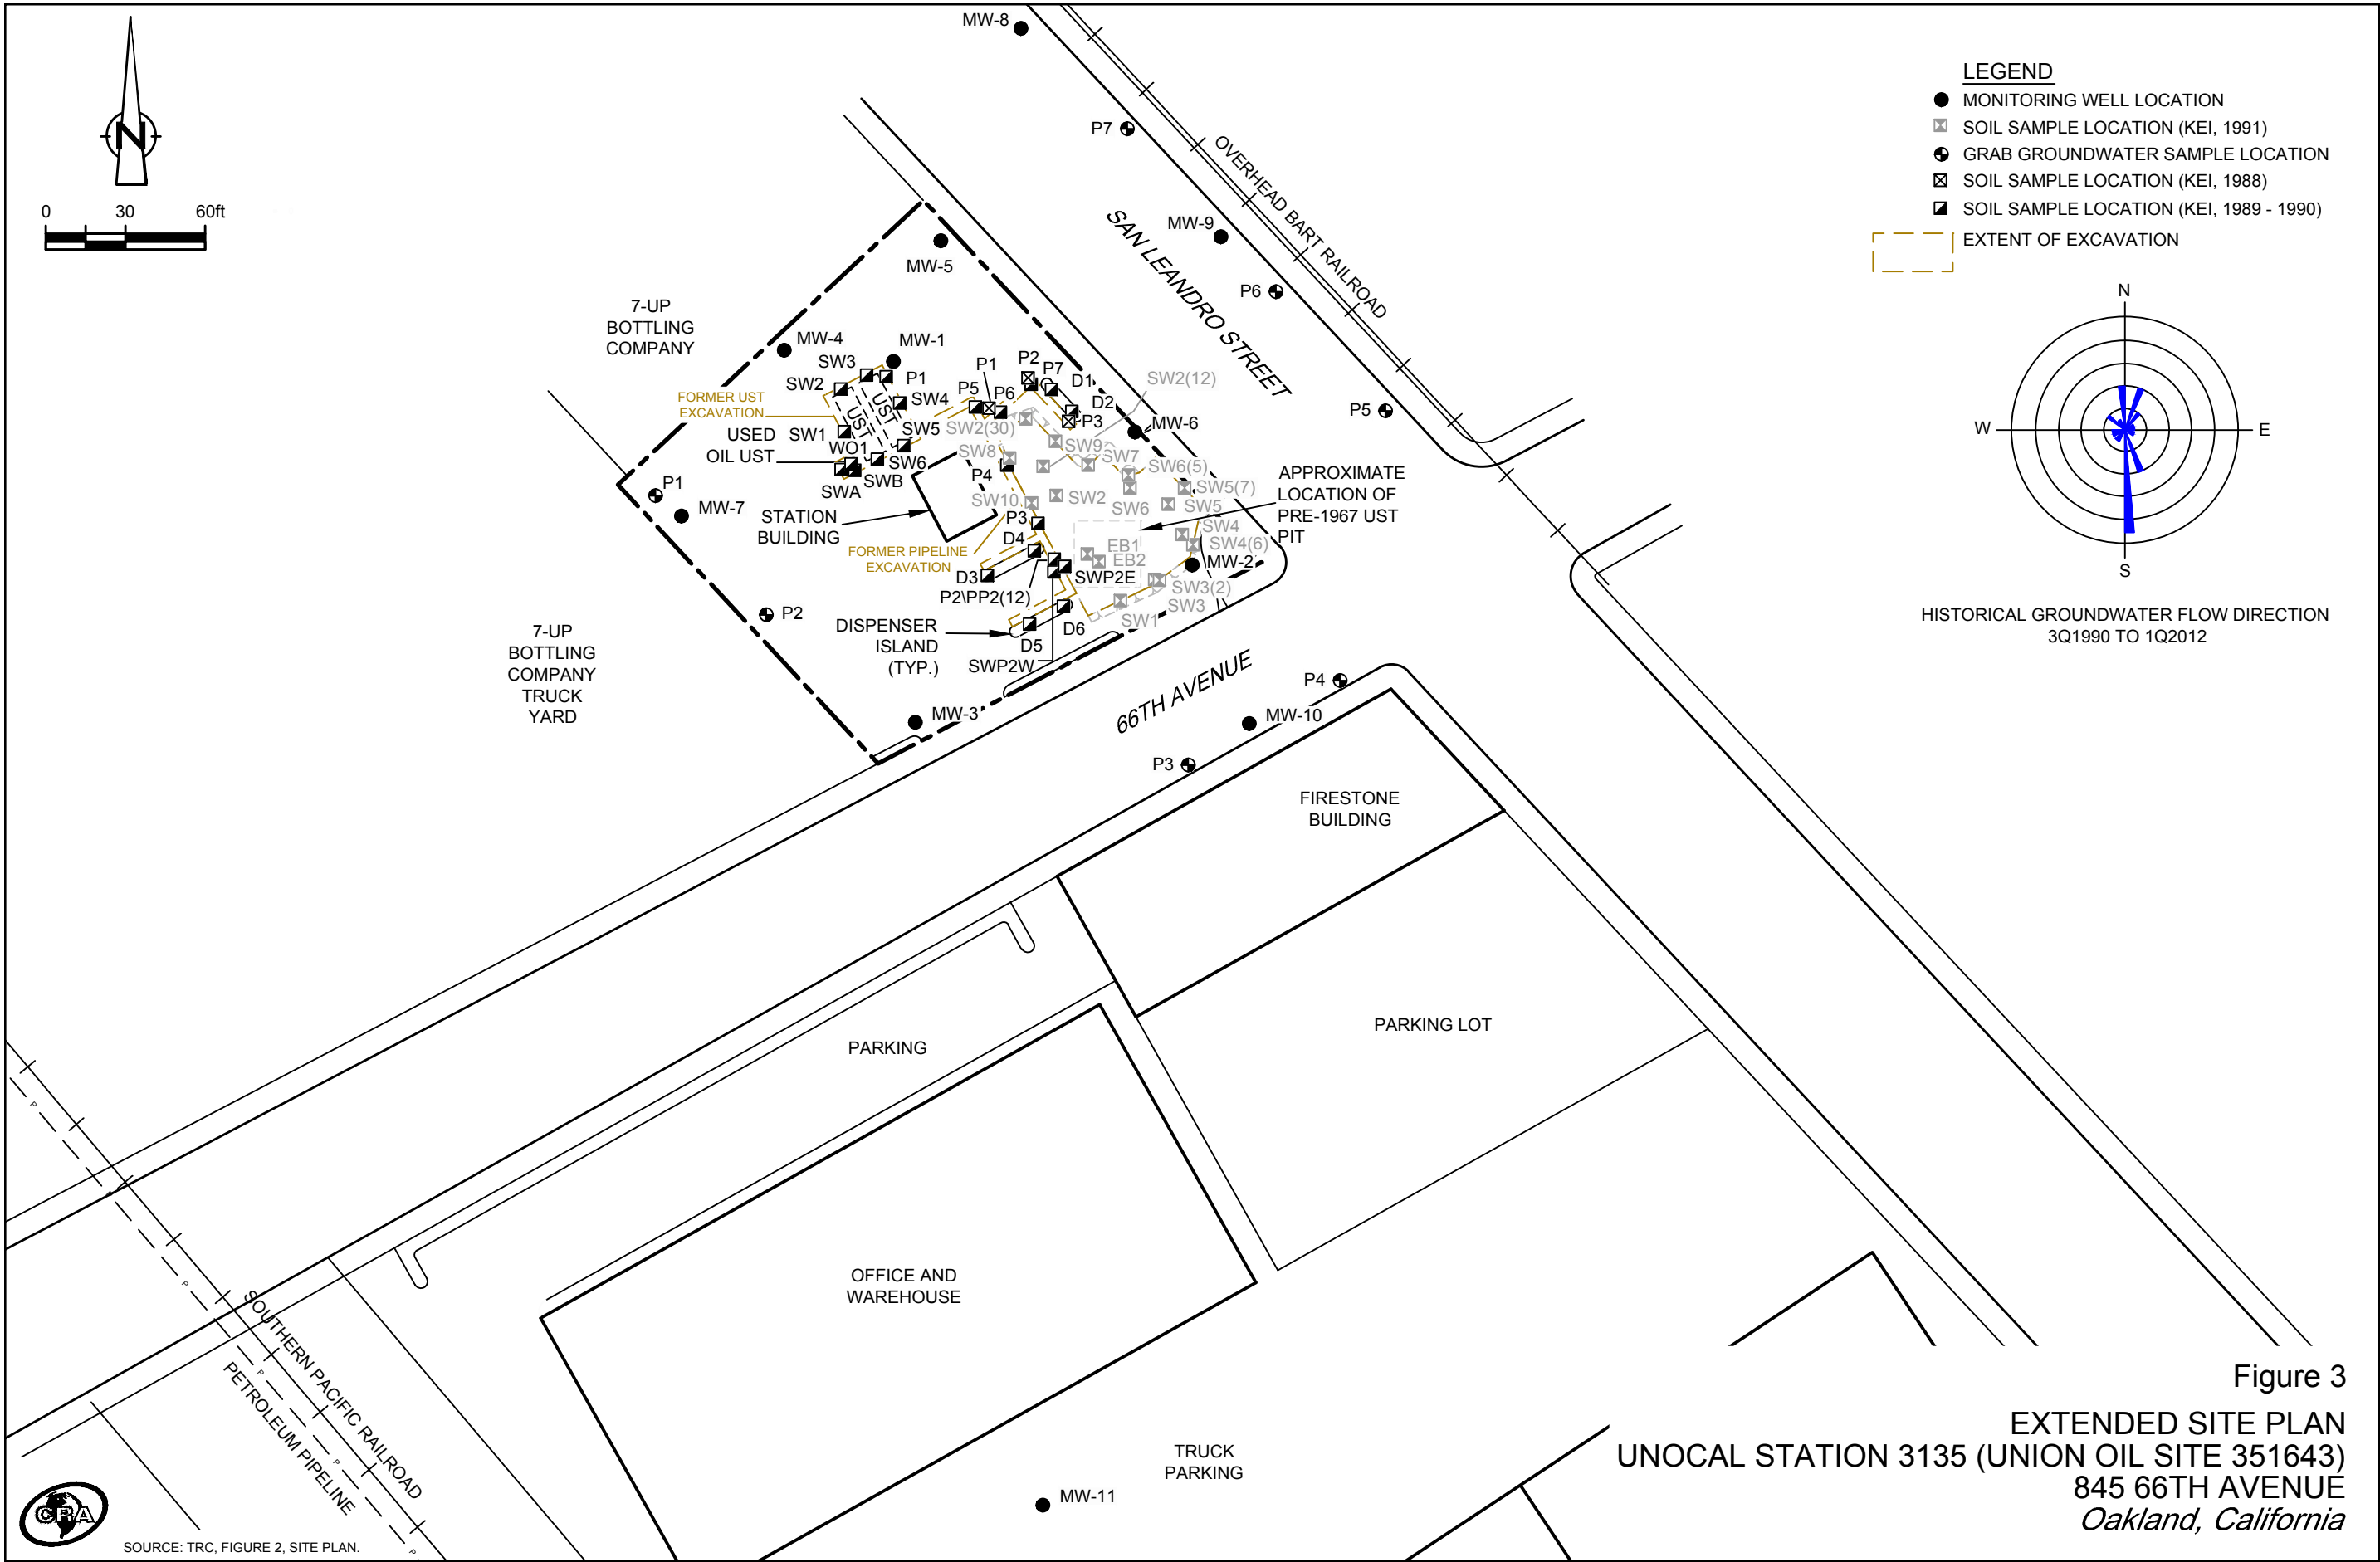 N
0 30 60ft
MW-8
P7
OVERHEAD BART RAILROAD
MW-9
SAN LEANDRO STREET
P6
P5
LEGEND
MONITORING WELL LOCATION
SOIL SAMPLE LOCATION (KEI, 1991)
GRAB GROUNDWATER SAMPLE LOCATION
SOIL SAMPLE LOCATION (KEI, 1988)
SOIL SAMPLE LOCATION (KEI, 1989 - 1990)
EXTENT OF EXCAVATION
N
W
E
S
HISTORICAL GROUNDWATER FLOW DIRECTION
3Q1990 TO 1Q2012
7-UP
BOTTLING
COMPANY
MW-5
MW-4
MW-1
SW3
SW2
P1
SW4
FORMER UST
EXCAVATION
UST
UST
USED
OIL UST
SW1
WO1
SW5
SW6
SWB
SWA
P5
P1
P6
P2
P7
D1
D2
P3
SW2(12)
MW-6
SW2(30)
SW8
SW9
SW7
SW6(5)
SW5(7)
P4
SW10
SW2
SW6
SW5
SW4
SW4(6)
APPROXIMATE
LOCATION OF
PRE-1967 UST
PIT
P1
MW-7
STATION
BUILDING
P3
D4
FORMER PIPELINE
EXCAVATION
D3
P2\PP2(12)
EB1
EB2
SWP2E
MW-2
SW3(2)
SW3
SW1
D6
D5
SWP2W
DISPENSER
ISLAND
(TYP.)
P2
7-UP
BOTTLING
COMPANY
TRUCK
YARD
MW-3
66TH AVENUE
P4
MW-10
P3
FIRESTONE
BUILDING
PARKING LOT
PARKING
OFFICE AND
WAREHOUSE
TRUCK
PARKING
MW-11
SOUTHERN PACIFIC RAILROAD
PETROLEUM PIPELINE
P
P
P
P
P
P
CRA
SOURCE: TRC, FIGURE 2, SITE PLAN.
Figure 3
EXTENDED SITE PLAN
UNOCAL STATION 3135 (UNION OIL SITE 351643)
845 66TH AVENUE
Oakland, California